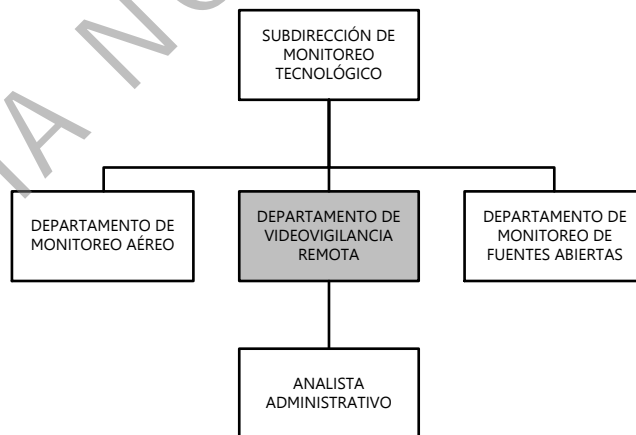 SUBDIRECCIÓN DE
MONITOREO
TECNOLÓGICO
DEPARTAMENTO DE
MONITOREO AÉREO
DEPARTAMENTO DE
VIDEOVIGILANCIA
REMOTA
DEPARTAMENTO DE
MONITOREO DE
FUENTES ABIERTAS
ANALISTA
ADMINISTRATIVO